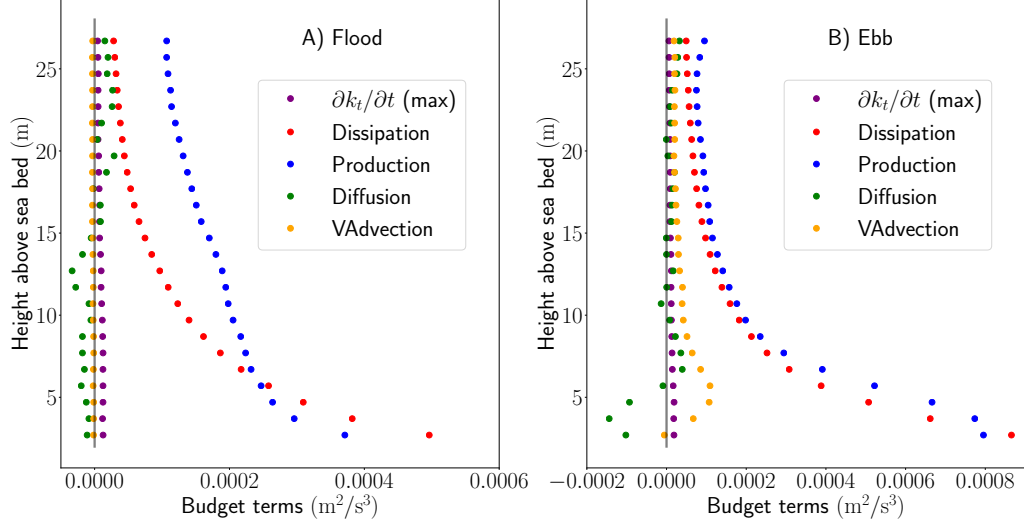 A) Flood
∂k_t/∂t (max)
Dissipation
Production
Diffusion
VAdvection
25
20
15
10
5
Height above sea bed (m)
0.0000
0.0002
0.0004
0.0006
Budget terms (m²/s³)
B) Ebb
∂k_t/∂t (max)
Dissipation
Production
Diffusion
VAdvection
25
20
15
10
5
Height above sea bed (m)
−0.0002
0.0000
0.0002
0.0004
0.0006
0.0008
Budget terms (m²/s³)